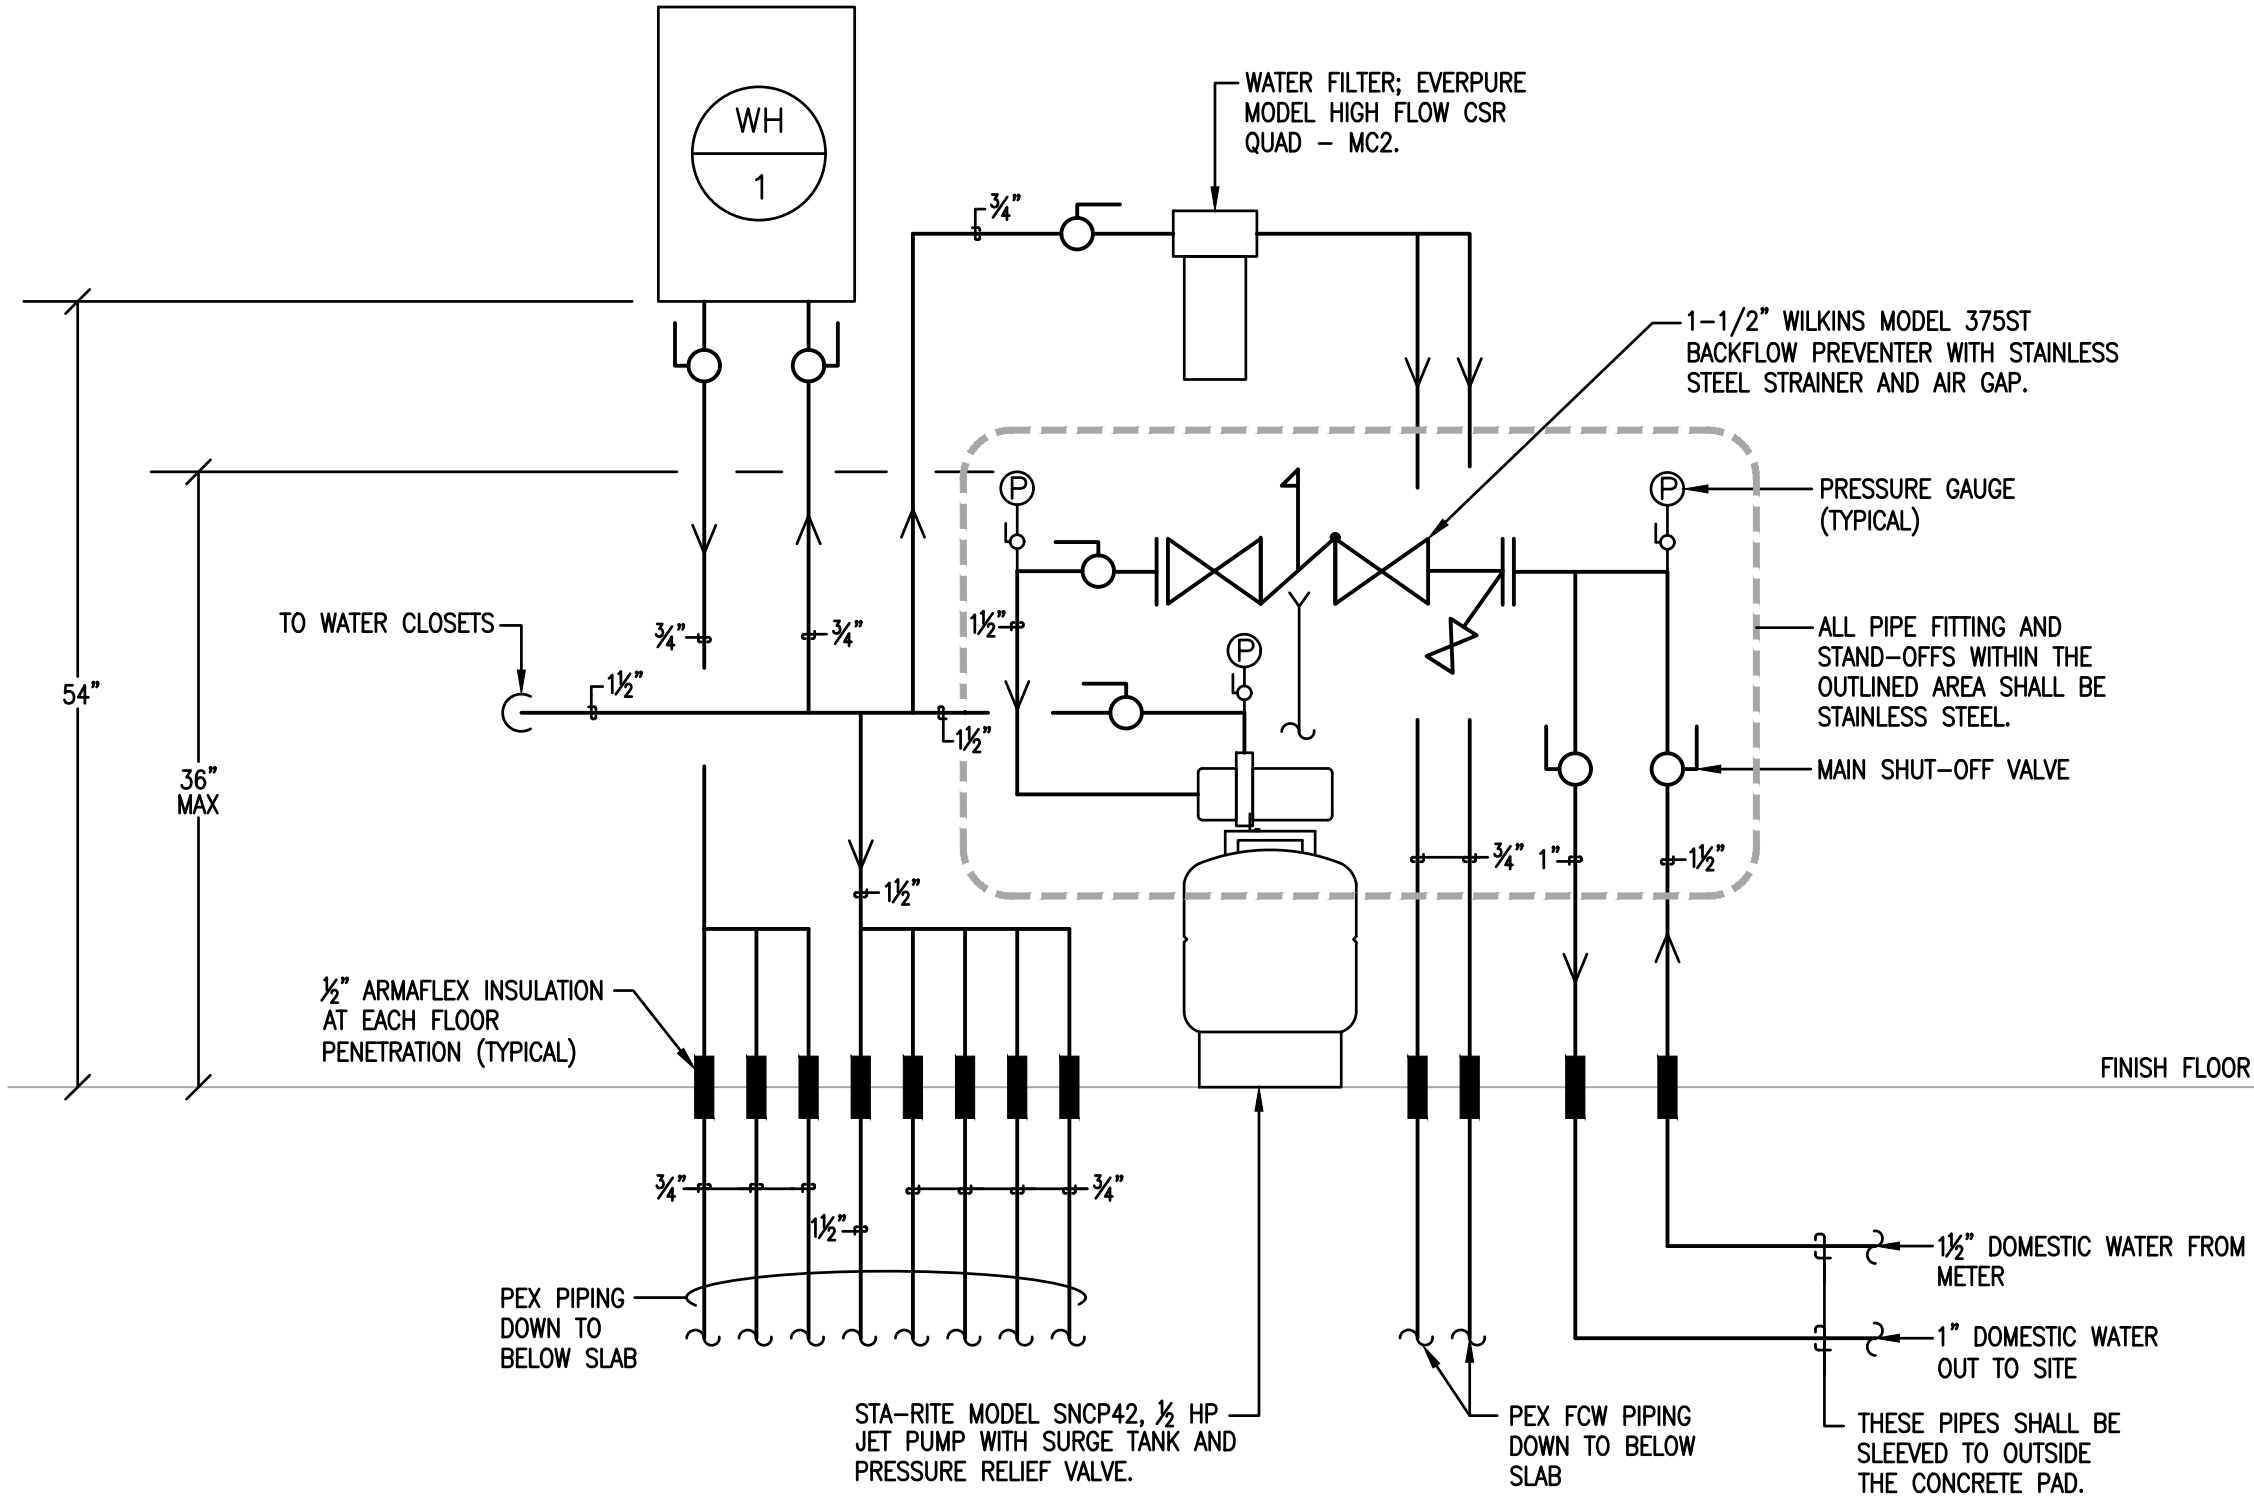 WH
1
WATER FILTER; EVERPURE
MODEL HIGH FLOW CSR
QUAD - MC2.
¾"
1-1/2" WILKINS MODEL 375ST
BACKFLOW PREVENTER WITH STAINLESS
STEEL STRAINER AND AIR GAP.
P
P
PRESSURE GAUGE
(TYPICAL)
TO WATER CLOSETS
¾"
¾"
1½"
P
ALL PIPE FITTING AND
STAND-OFFS WITHIN THE
OUTLINED AREA SHALL BE
STAINLESS STEEL.
54"
1½"
1½"
36"
MAX
MAIN SHUT-OFF VALVE
¾"
1"
1½"
1½"
½" ARMAFLEX INSULATION
AT EACH FLOOR
PENETRATION (TYPICAL)
FINISH FLOOR
¾"
¾"
1½"
PEX PIPING
DOWN TO
BELOW SLAB
1½" DOMESTIC WATER FROM
METER
1" DOMESTIC WATER
OUT TO SITE
STA-RITE MODEL SNCP42, ½ HP
JET PUMP WITH SURGE TANK AND
PRESSURE RELIEF VALVE.
PEX FCW PIPING
DOWN TO BELOW
SLAB
THESE PIPES SHALL BE
SLEEVED TO OUTSIDE
THE CONCRETE PAD.